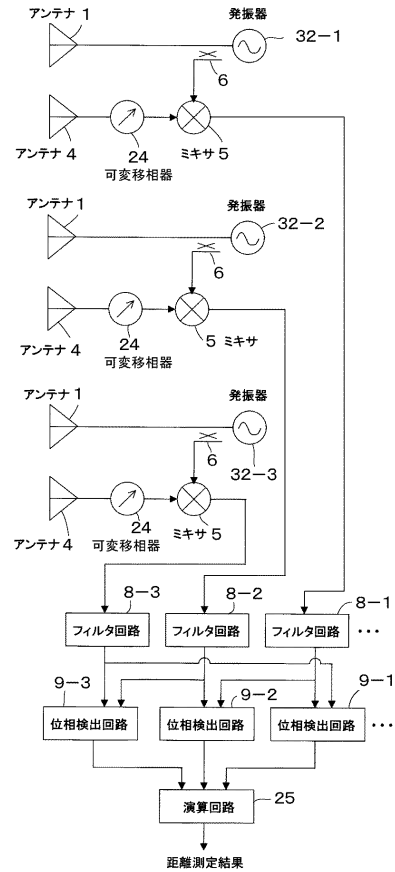 アンテナ 1
発振器
32-1
6
アンテナ 4
24
可変移相器
ミキサ 5
アンテナ 1
発振器
32-2
6
アンテナ 4
24
可変移相器
5 ミキサ
アンテナ 1
発振器
6
32-3
アンテナ 4
24
可変移相器
ミキサ 5
8-3
8-2
8-1
フィルタ回路
フィルタ回路
フィルタ回路
・・・
9-3
9-2
9-1
位相検出回路
位相検出回路
位相検出回路
・・・
演算回路
25
距離測定結果